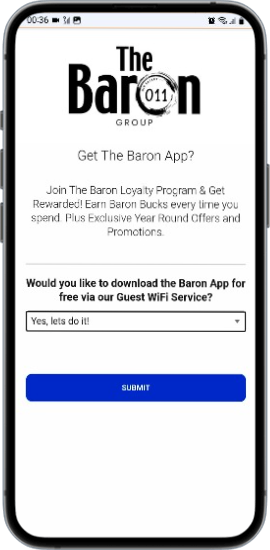 00:36
The
Baron
011
GROUP
Get The Baron App?
Join The Baron Loyalty Program & Get
Rewarded! Earn Baron Bucks every time you
spend. Plus Exclusive Year Round Offers and
Promotions.
Would you like to download the Baron App for
free via our Guest WiFi Service?
Yes, lets do it!
SUBMIT